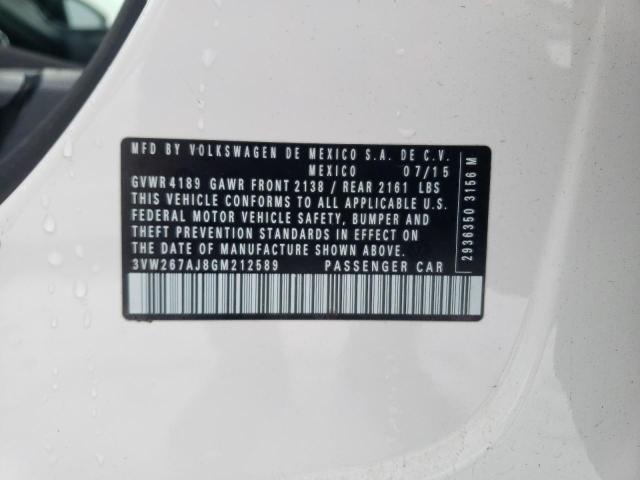 MFD BY VOLKSWAGEN DE MEXICO S.A. DE C.V.
MEXICO 07/15
GVWR 4189 GAWR FRONT 2138 / REAR 2161 LBS
THIS VEHICLE CONFORMS TO ALL APPLICABLE U.S.
FEDERAL MOTOR VEHICLE SAFETY, BUMPER AND
THEFT PREVENTION STANDARDS IN EFFECT ON
THE DATE OF MANUFACTURE SHOWN ABOVE.
3VW267AJ8GM212589 PASSENGER CAR
2936350 3156 M